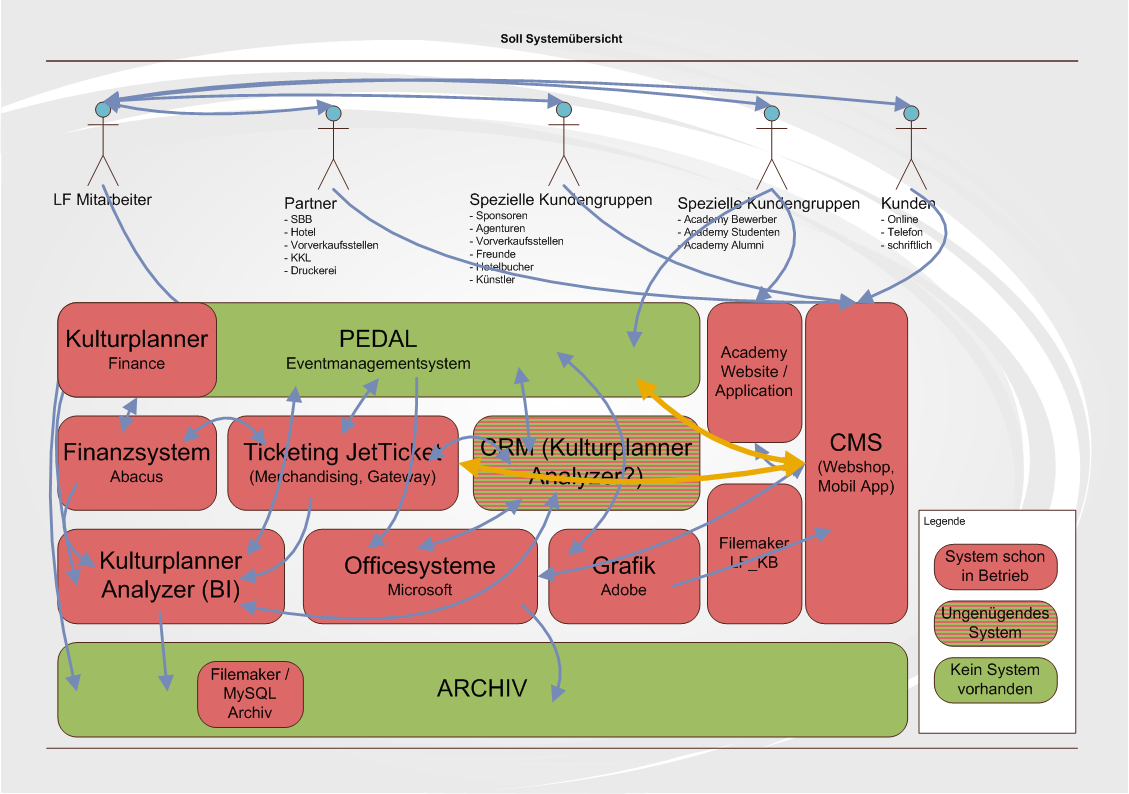 Soll Systemübersicht
LF Mitarbeiter
Partner
- SBB
- Hotel
- Vorverkaufsstellen
- KKL
- Druckerei
Spezielle Kundengruppen
- Sponsoren
- Agenturen
- Vorverkaufsstellen
- Freunde
- Hotelbucher
- Künstler
Spezielle Kundengruppen
- Academy Bewerber
- Academy Studenten
- Academy Alumni
Kunden
- Online
- Telefon
- schriftlich
Kulturplanner
Finance
PEDAL
Eventmanagementsystem
Academy
Website /
Application
CMS
(Webshop,
Mobil App)
Finanzsystem
Abacus
Ticketing JetTicket
(Merchandising, Gateway)
CRM (Kulturplanner
Analyzer?)
Kulturplanner
Analyzer (BI)
Officesysteme
Microsoft
Grafik
Adobe
Filemaker
LF_KB
ARCHIV
Filemaker /
MySQL
Archiv
Legende
System schon
in Betrieb
Ungenügendes
System
Kein System
vorhanden